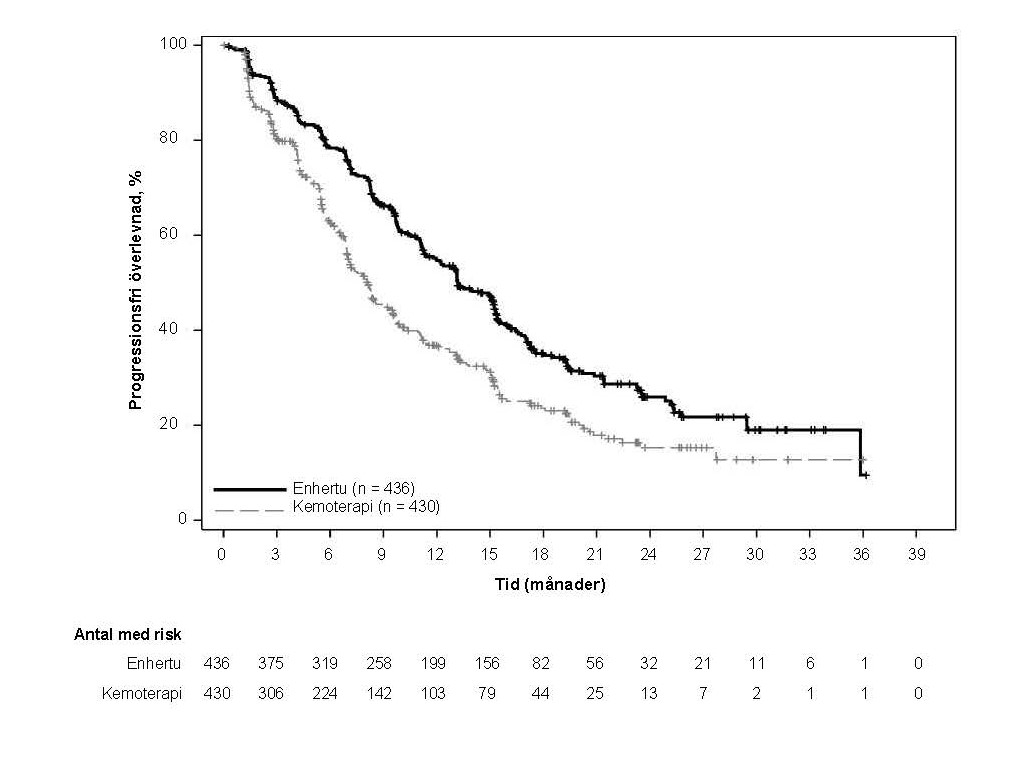 100
80
60
40
20
0
Progressionsfri överlevnad, %
Enhertu (n = 436)
Kemoterapi (n = 430)
0 3 6 9 12 15 18 21 24 27 30 33 36 39
Tid (månader)
Antal med risk
Enhertu 436 375 319 258 199 156 82 56 32 21 11 6 1 0
Kemoterapi 430 306 224 142 103 79 44 25 13 7 2 1 1 0